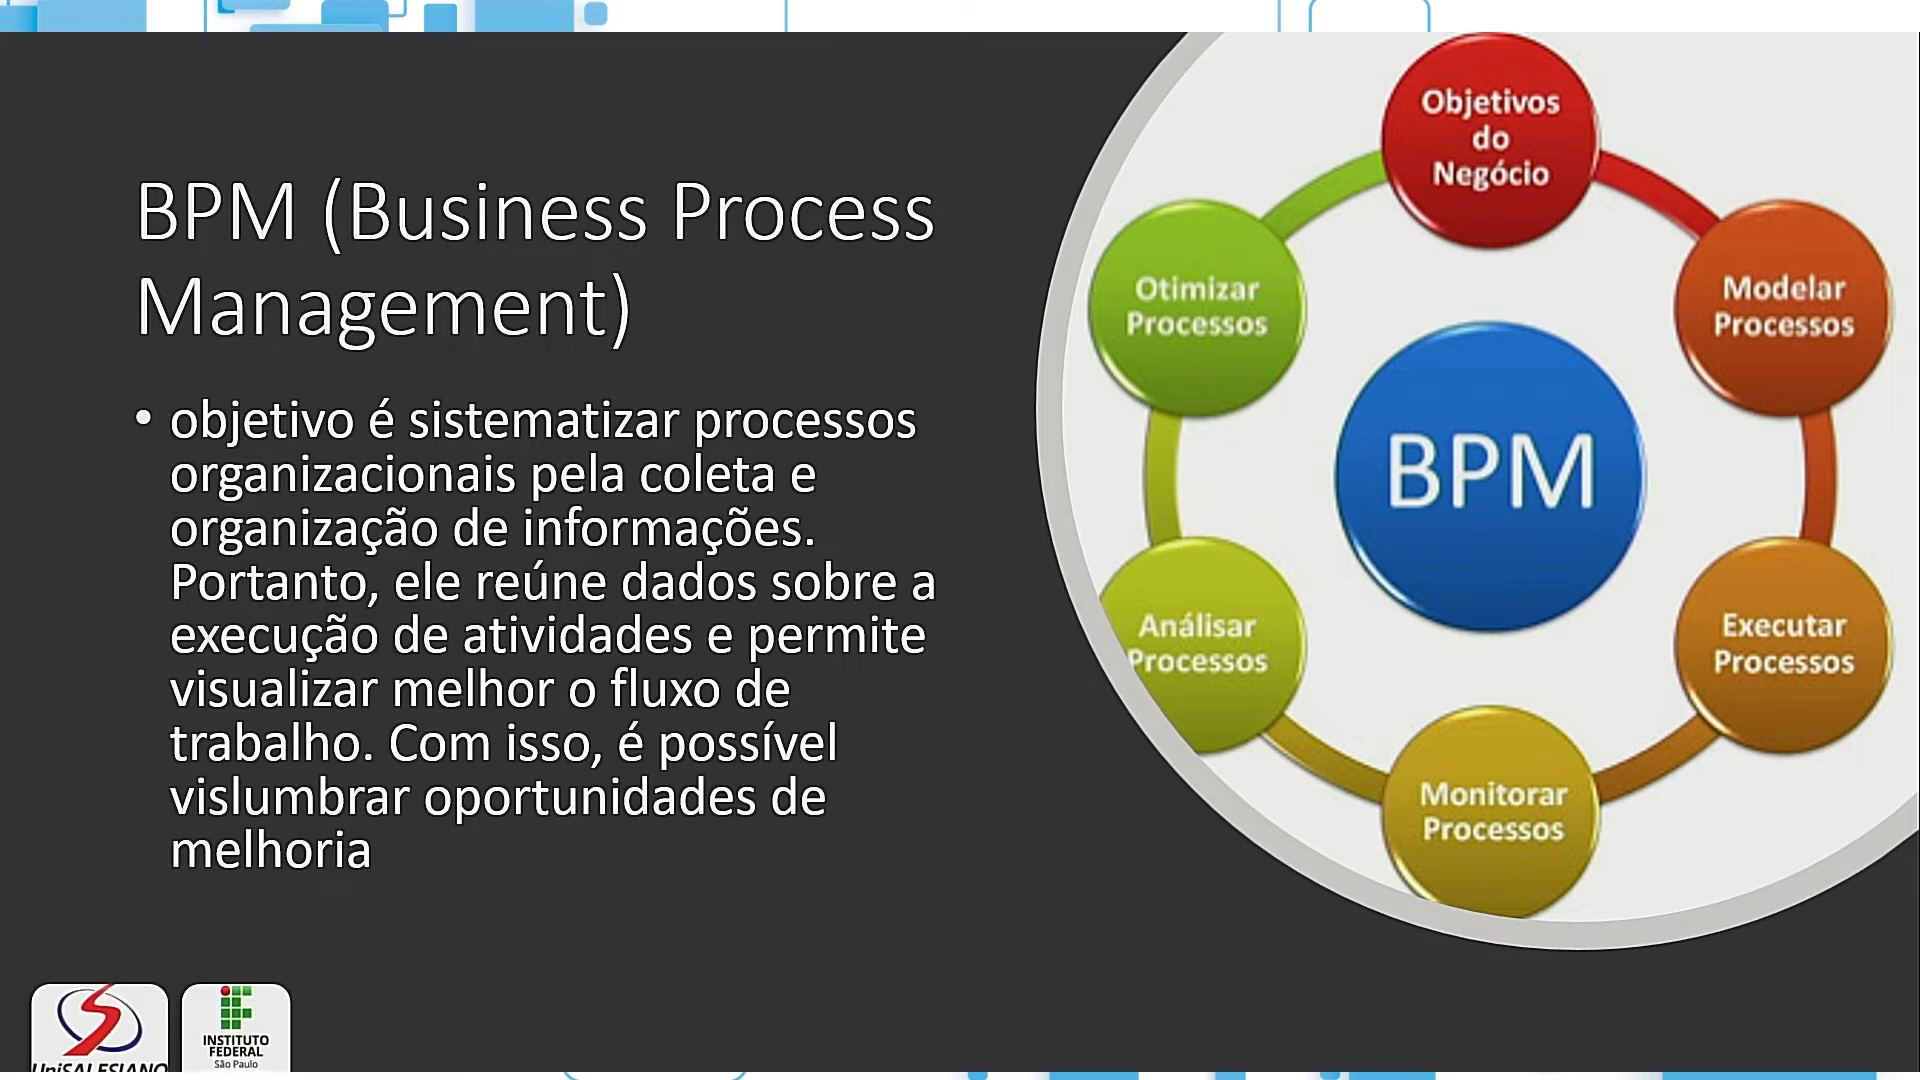 BPM (Business Process
Management)
• objetivo é sistematizar processos
organizacionais pela coleta e
organização de informações.
Portanto, ele reúne dados sobre a
execução de atividades e permite
visualizar melhor o fluxo de
trabalho. Com isso, é possível
vislumbrar oportunidades de
melhoria
Objetivos
do
Negócio
Modelar
Processos
Executar
Processos
Monitorar
Processos
Análisar
Processos
Otimizar
Processos
BPM
UniSALESIANO
INSTITUTO
FEDERAL
São Paulo